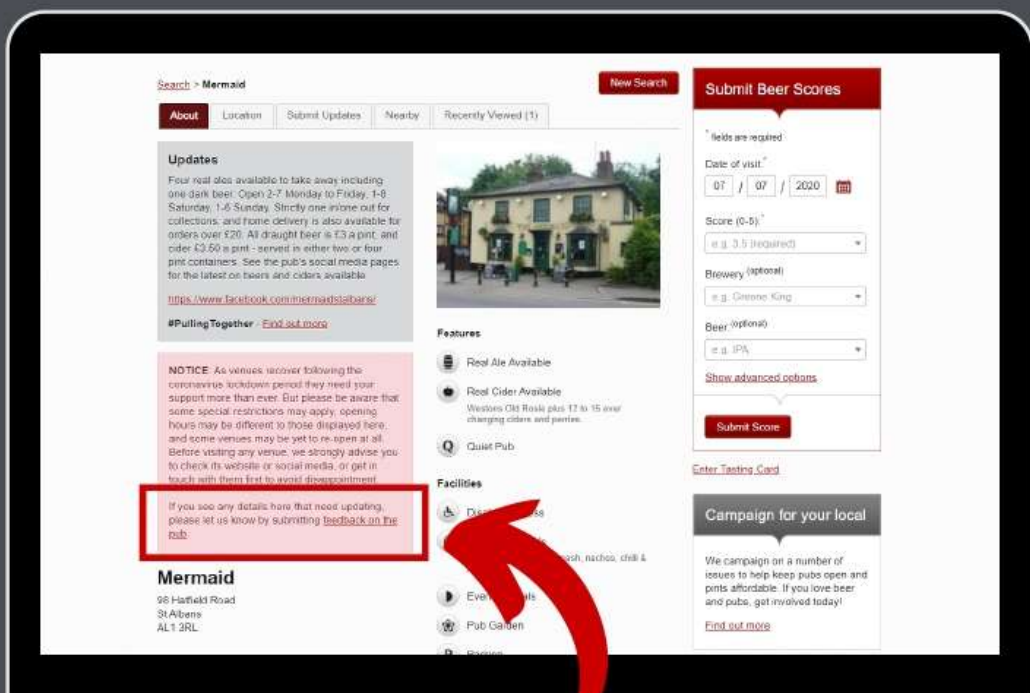 Search > Mermaid
New Search
About
Location
Submit Updates
Nearby
Recently Viewed (1)
Updates
Four real ales available to take away including
one dark beer. Open 2-7 Monday to Friday, 1-8
Saturday, 1-6 Sunday. Strictly one in/one out for
collections, and home delivery is also available for
orders over £20. All draught beer is £3 a pint, and
cider £3.50 a pint - served in either two or four
pint containers. See the pub's social media pages
for the latest on beers and ciders available.
https://www.facebook.com/mermaidstalbans/
#PullingTogether - Find out more
NOTICE: As venues recover following the
coronavirus lockdown period they need your
support more than ever. But please be aware that
some special restrictions may apply, opening
hours may be different to those displayed here,
and some venues may be yet to re-open at all.
Before visiting any venue, we strongly advise you
to check its website or social media, or get in
touch with them first to avoid disappointment.
If you see any details here that need updating,
please let us know by submitting feedback on the
pub
Mermaid
98 Hatfield Road
St Albans
AL1 3RL
Features
Real Ale Available
Real Cider Available
Westons Old Rosie plus 12 to 15 ever
changing ciders and perries.
Q Quiet Pub
Facilities
mash, nachos, chilli &
Pub Garden
Parking
Submit Beer Scores
* fields are required
Date of visit:*
07 / 07 / 2020
Score (0-5):*
e.g. 3.5 (required)
Brewery (optional)
e.g. Greene King
Beer (optional)
e.g. IPA
Show advanced options
Submit Score
Enter Tasting Card
Campaign for your local
We campaign on a number of
issues to help keep pubs open and
pints affordable. If you love beer
and pubs, get involved today!
Find out more